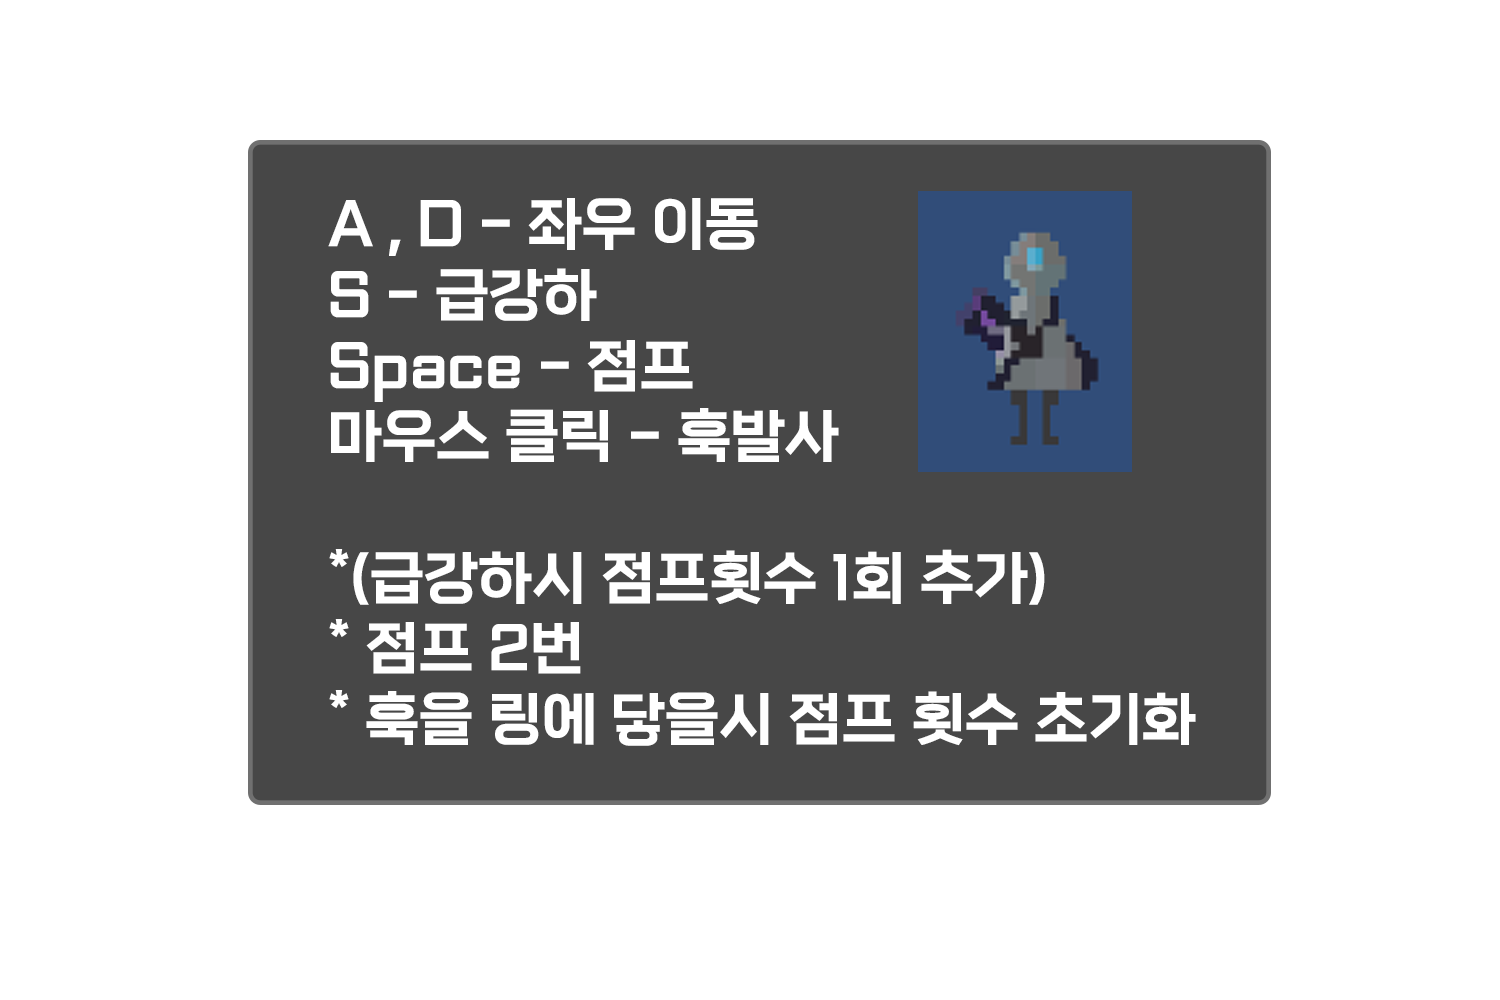 A , D - 좌우 이동
S - 급강하
Space - 점프
마우스 클릭 - 훅발사
*(급강하시 점프횟수 1회 추가)
* 점프 2번
* 훅을 링에 닿을시 점프 횟수 초기화